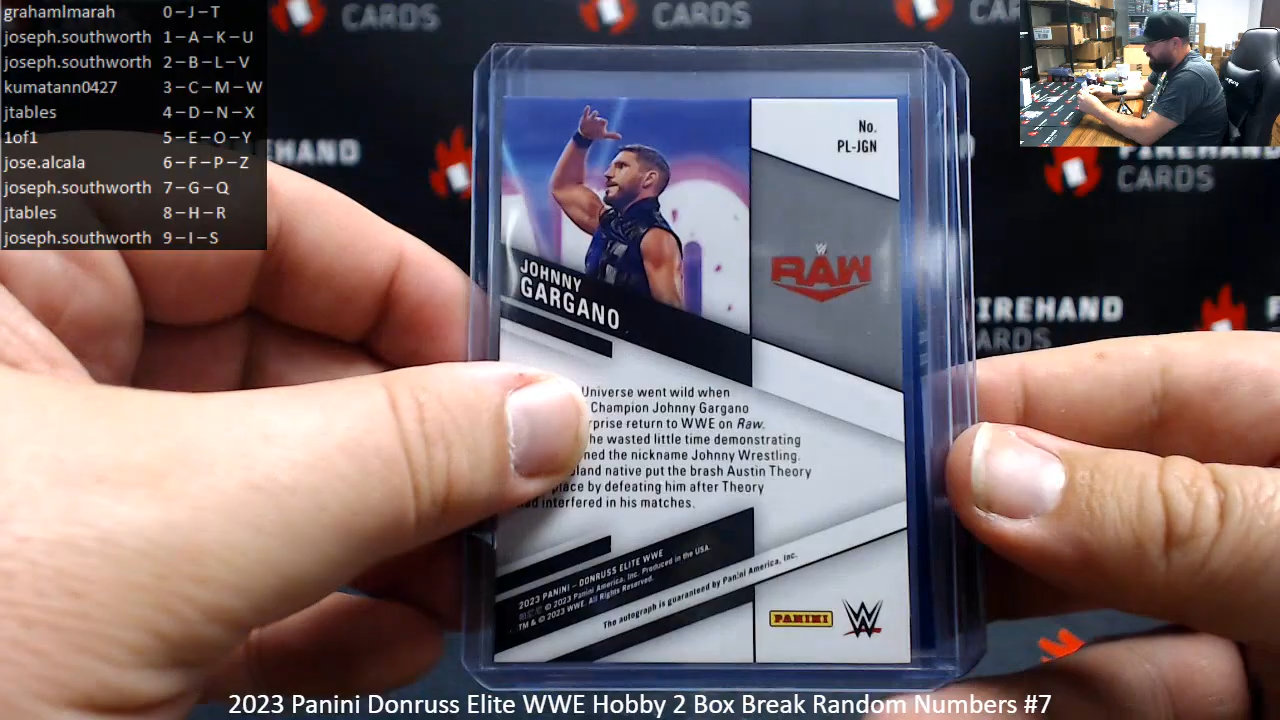 grahamlmarah 0-J-T
joseph.southworth 1-A-K-U
joseph.southworth 2-B-L-V
kumatann0427 3-C-M-W
jtables 4-D-N-X
1of1 5-E-O-Y
jose.alcala 6-F-P-Z
joseph.southworth 7-G-Q
jtables 8-H-R
joseph.southworth 9-I-S
CARDS
CARDS
CARDS
FIREHAND
CARDS
FIREHAND
CARDS
No.
PL-JGN
RAW
JOHNNY
GARGANO
Universe went wild when
Champion Johnny Gargano
return to WWE on Raw.
he wasted little time demonstrating
the nickname Johnny Wrestling.
native put the brash Austin Theory
place by defeating him after Theory
interfered in his matches.
2023 PANINI – DONRUSS ELITE WWE
© 2023 Panini America, Inc. Produced in the USA.
TM & © 2023 WWE. All Rights Reserved.
The autograph is guaranteed by Panini America, Inc.
PANINI
W
2023 Panini Donruss Elite WWE Hobby 2 Box Break Random Numbers #7